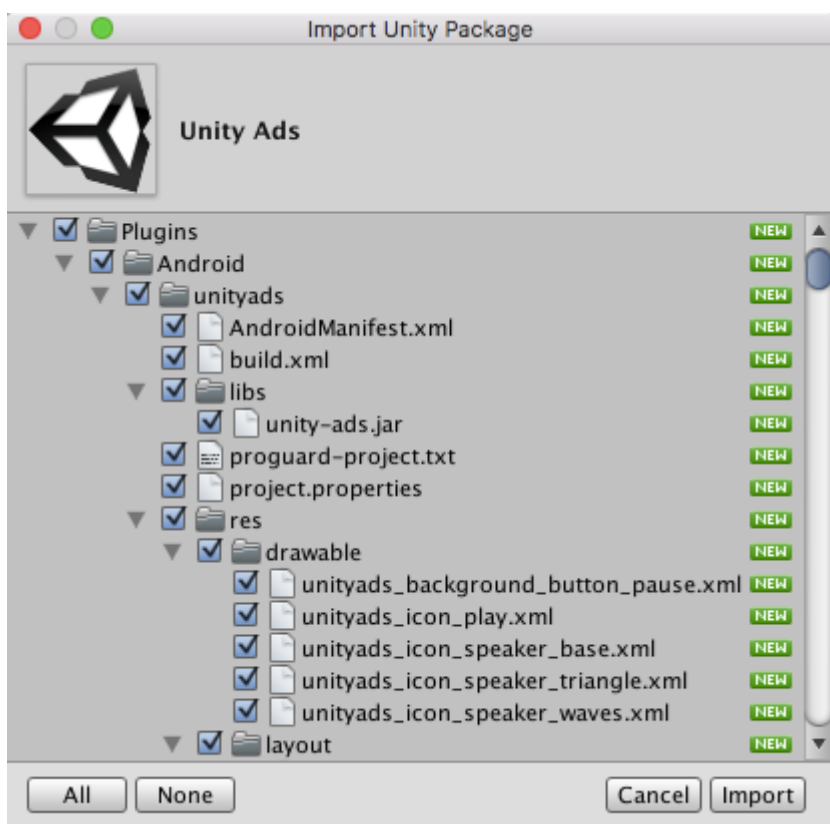 Import Unity Package
Unity Ads
Plugins NEW
Android NEW
unityads NEW
AndroidManifest.xml NEW
build.xml NEW
libs NEW
unity-ads.jar NEW
proguard-project.txt NEW
project.properties NEW
res NEW
drawable NEW
unityads_background_button_pause.xml NEW
unityads_icon_play.xml NEW
unityads_icon_speaker_base.xml NEW
unityads_icon_speaker_triangle.xml NEW
unityads_icon_speaker_waves.xml NEW
layout NEW
All None Cancel Import